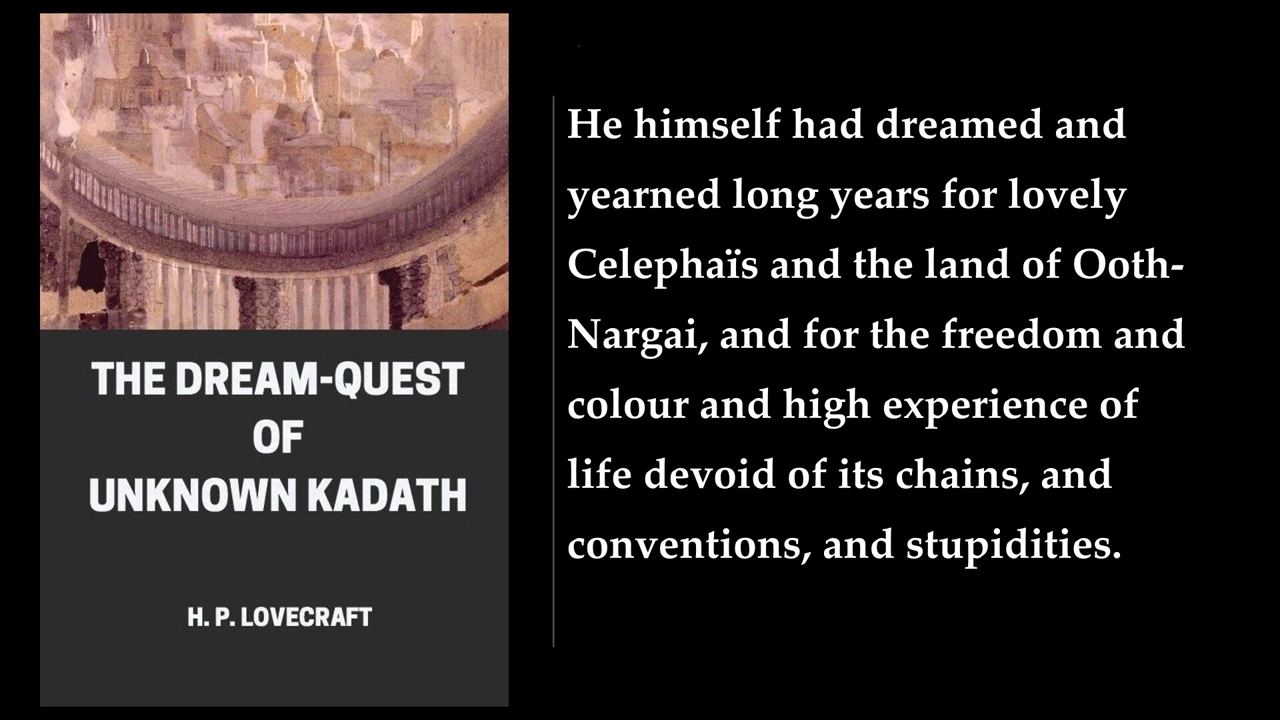 THE DREAM-QUEST
OF
UNKNOWN KADATH
H. P. LOVECRAFT
He himself had dreamed and
yearned long years for lovely
Celephaïs and the land of Ooth-
Nargai, and for the freedom and
colour and high experience of
life devoid of its chains, and
conventions, and stupidities.